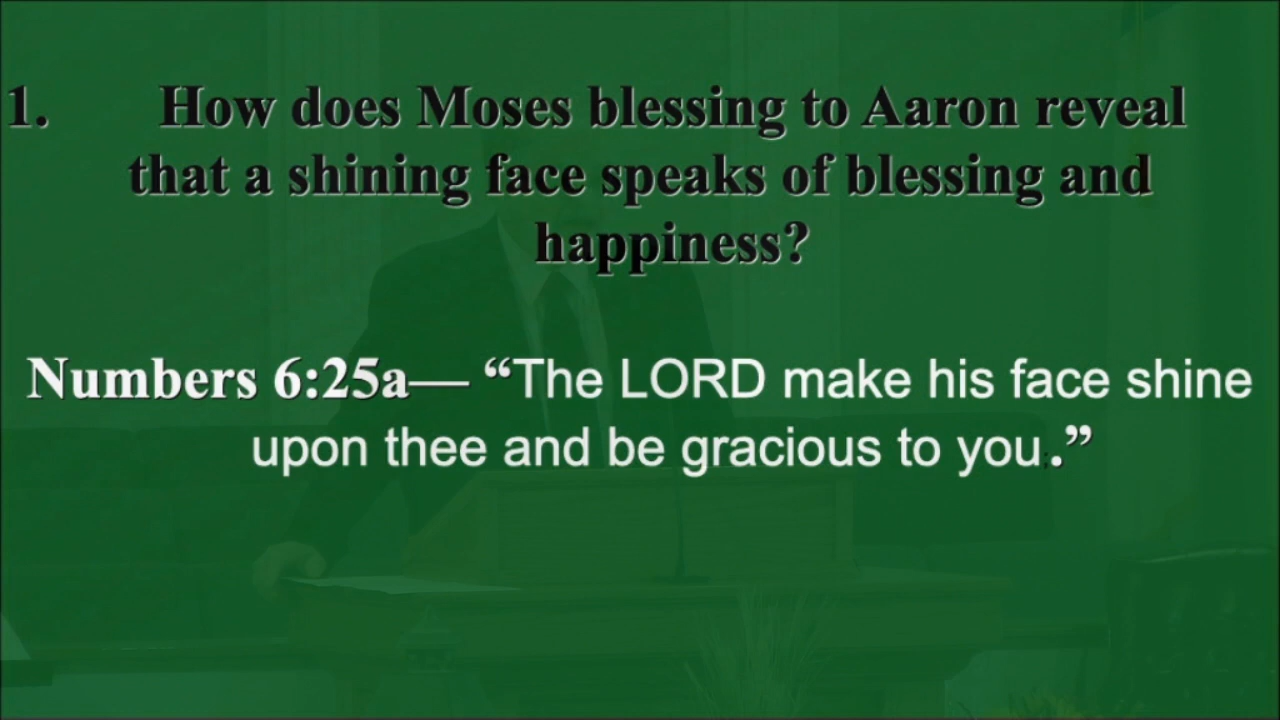 1. How does Moses blessing to Aaron reveal
that a shining face speaks of blessing and
happiness?
Numbers 6:25a— “The LORD make his face shine
upon thee and be gracious to you.”